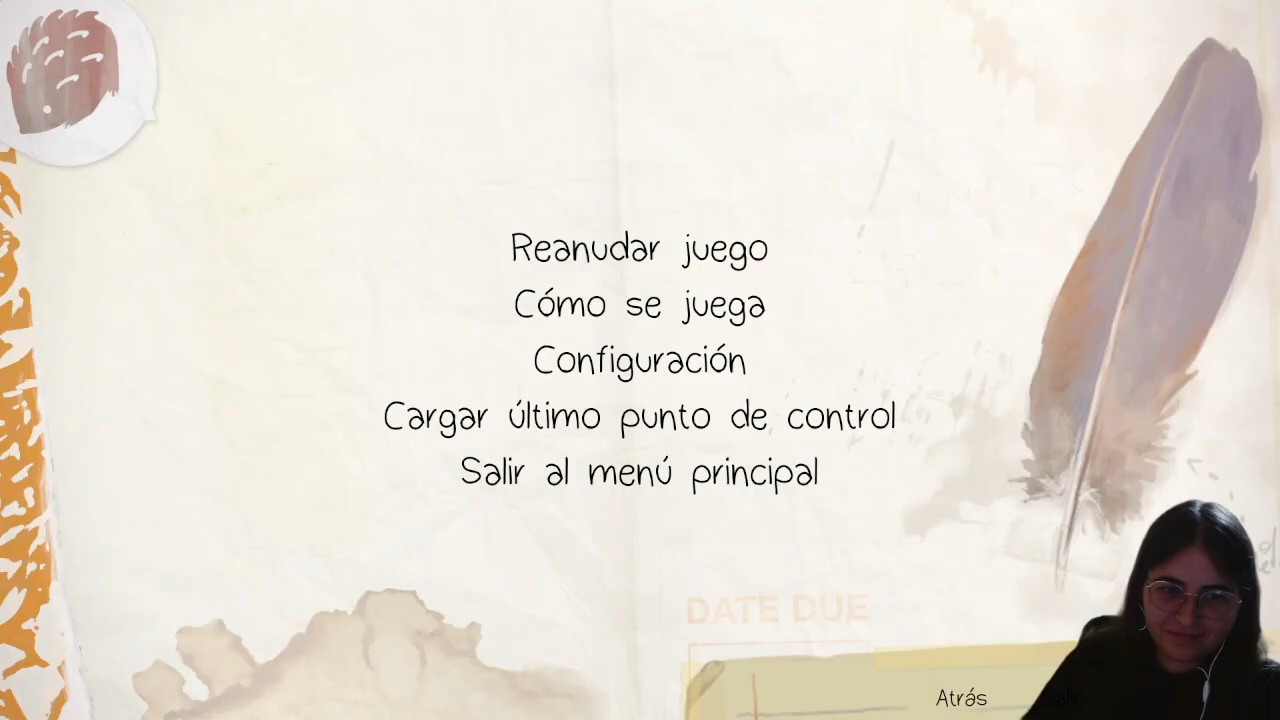 Reanudar juego
Cómo se juega
Configuración
Cargar último punto de control
Salir al menú principal
DATE DUE
Atrás